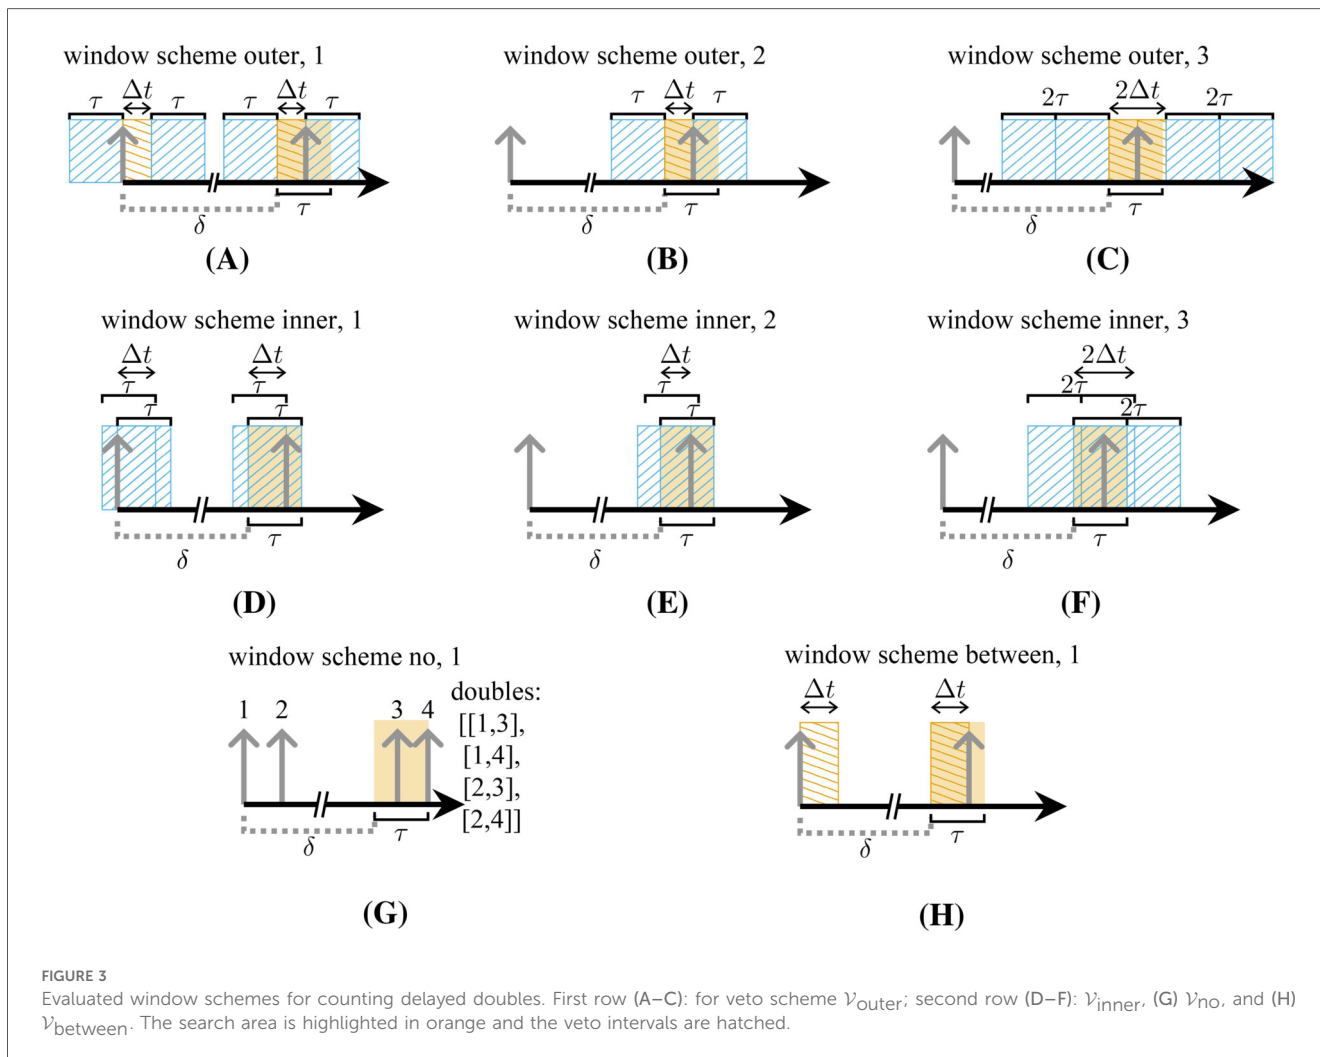 window scheme outer, 1
window scheme outer, 2
window scheme outer, 3
τ Δt τ τ Δt τ
τ Δt τ
2τ 2Δt 2τ
δ τ
δ τ
δ τ
(A)
(B)
(C)
window scheme inner, 1
window scheme inner, 2
window scheme inner, 3
Δt Δt
Δt
2Δt
τ τ
τ
2τ
τ τ
τ
2τ
δ τ
δ τ
δ τ
(D)
(E)
(F)
window scheme no, 1
window scheme between, 1
1 2 3 4
doubles:
[[1,3],
[1,4],
[2,3],
[2,4]]
Δt Δt
δ τ
δ τ
(G)
(H)
FIGURE 3
Evaluated window schemes for counting delayed doubles. First row (A–C): for veto scheme 𝒱outer; second row (D–F): 𝒱inner, (G) 𝒱no, and (H)
𝒱between. The search area is highlighted in orange and the veto intervals are hatched.